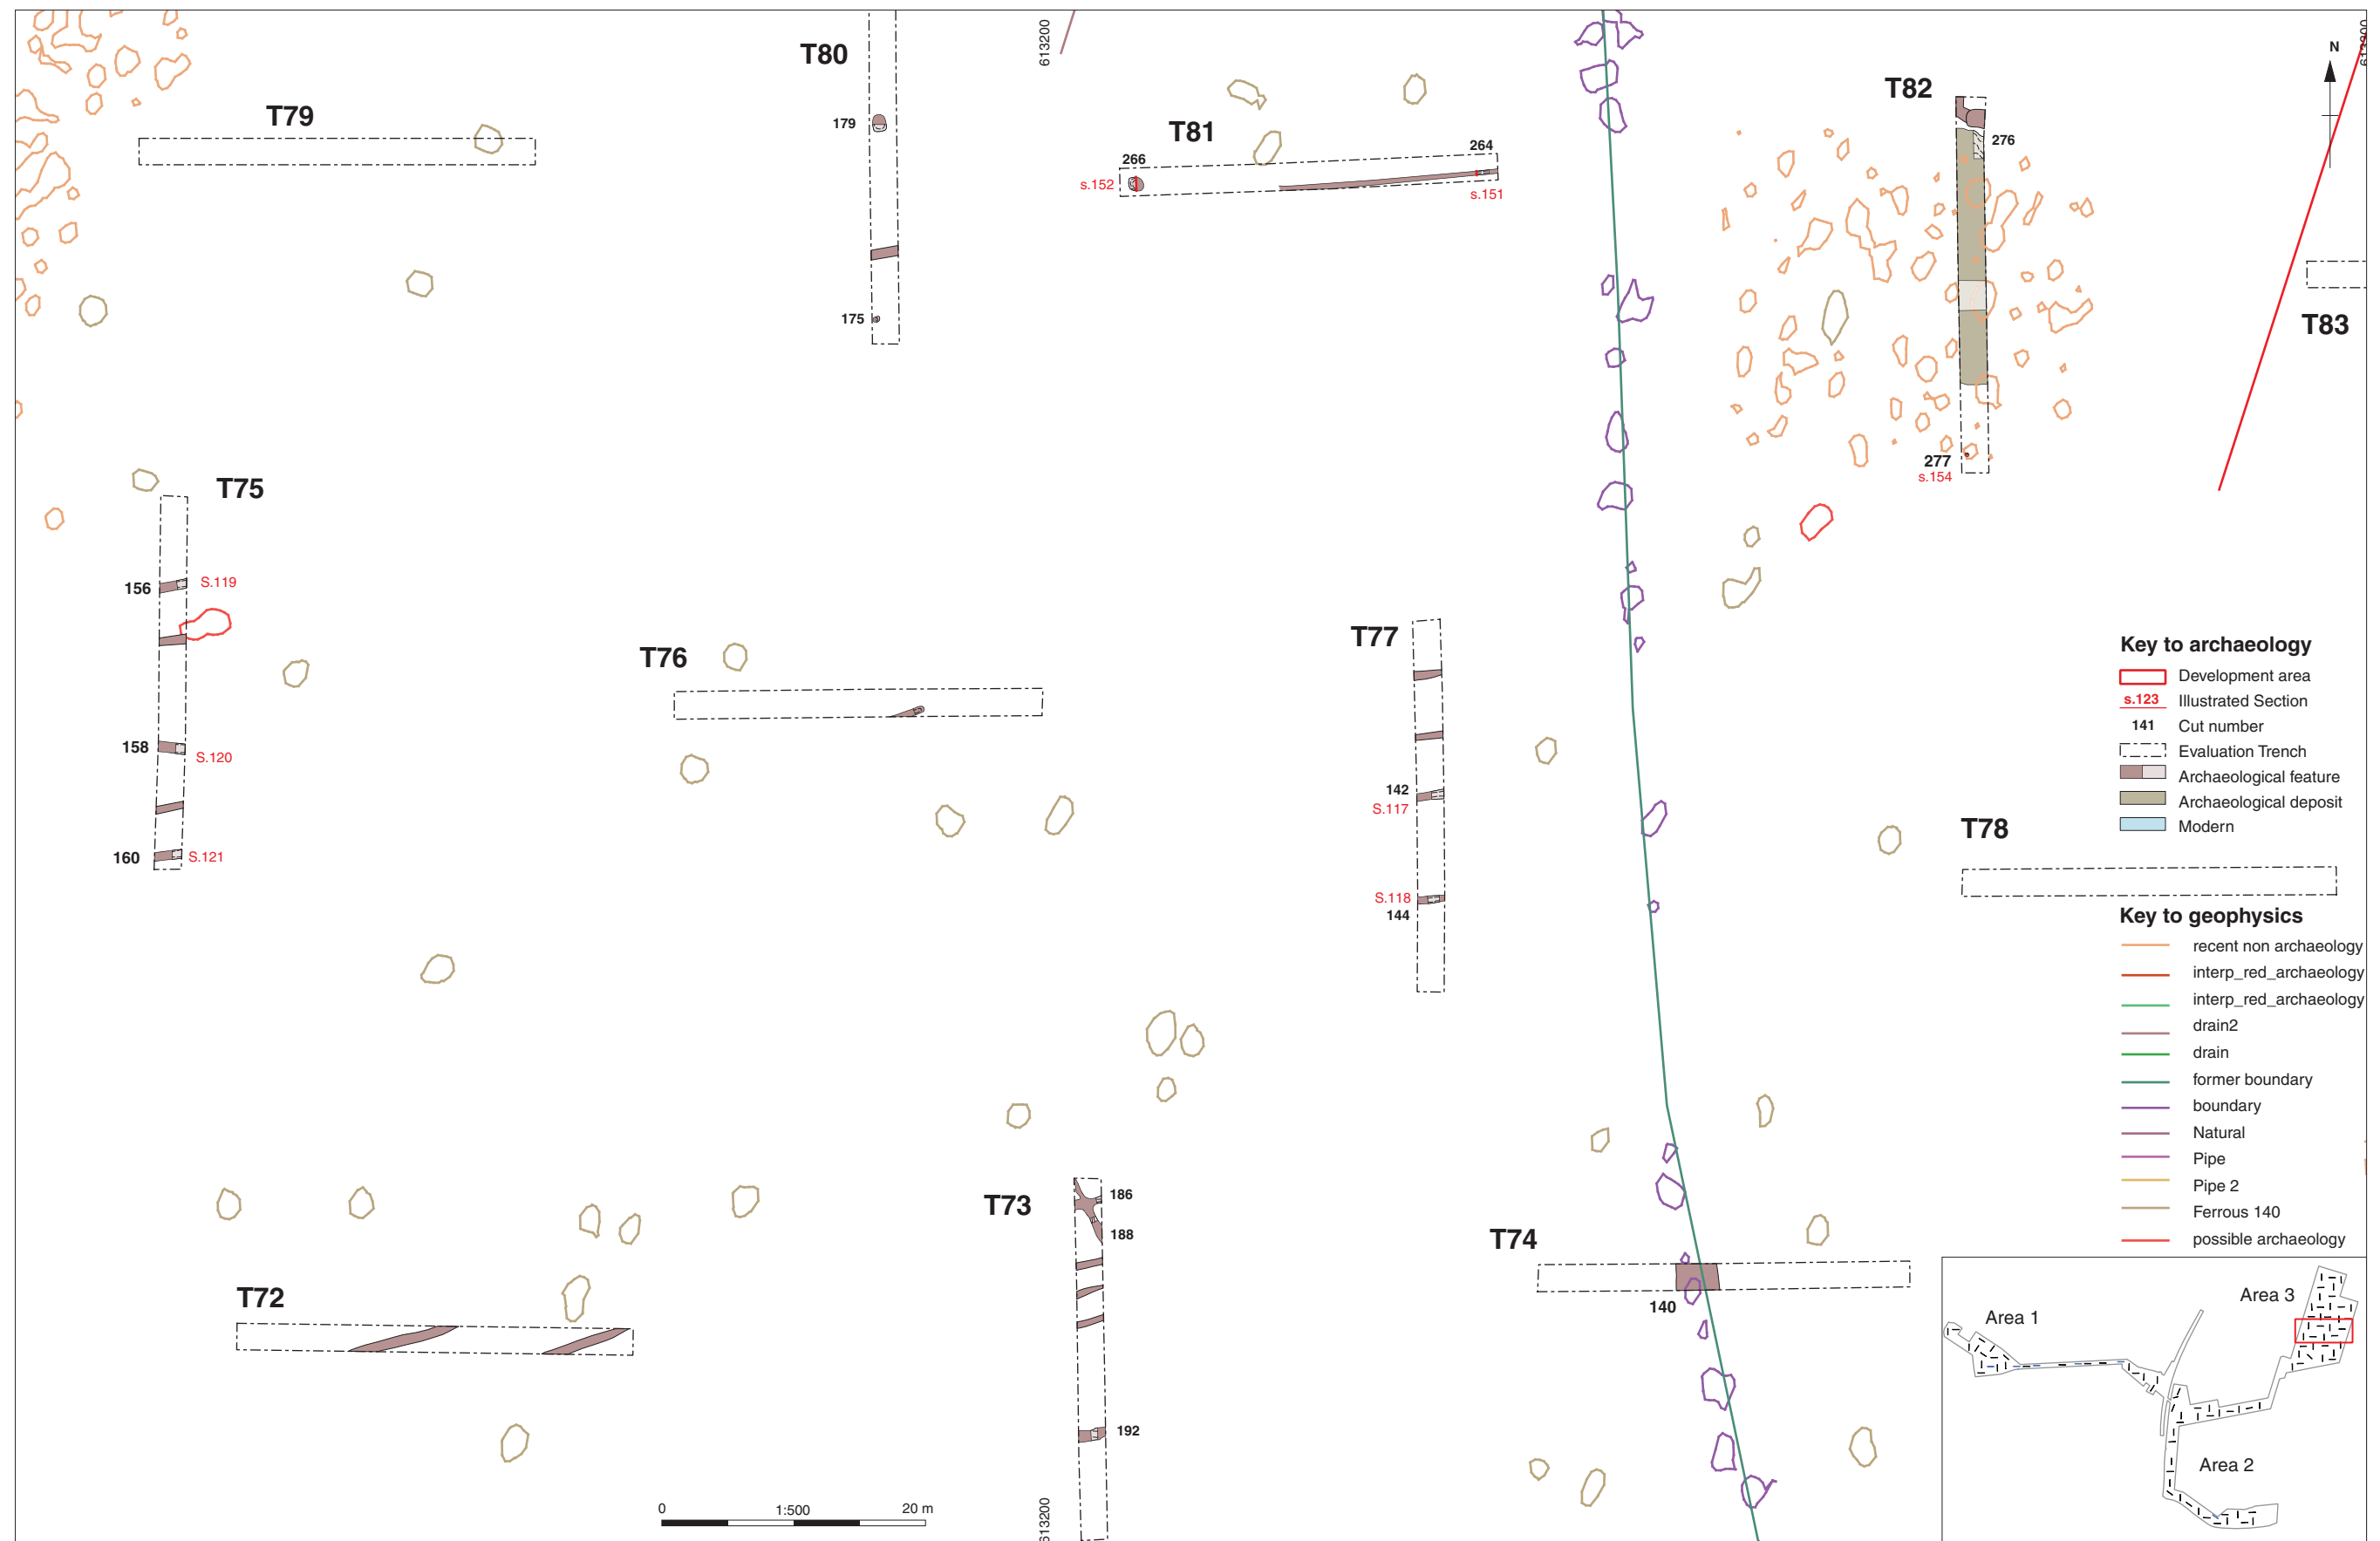 T80
613200
613200
N
T79
T82
179
T81
276
266
264
s.152
s.151
175
T83
277
s.154
T75
156
S.119
T76
T77
158
S.120
142
S.117
160
S.121
S.118
144
T78
Key to archaeology
Development area
s.123 Illustrated Section
141 Cut number
Evaluation Trench
Archaeological feature
Archaeological deposit
Modern
Key to geophysics
recent non archaeology
interp_red_archaeology
interp_red_archaeology
drain2
drain
former boundary
boundary
Natural
Pipe
Pipe 2
Ferrous 140
possible archaeology
T73
186
188
T74
140
T72
192
0 1:500 20 m
613200
Area 1
Area 3
Area 2